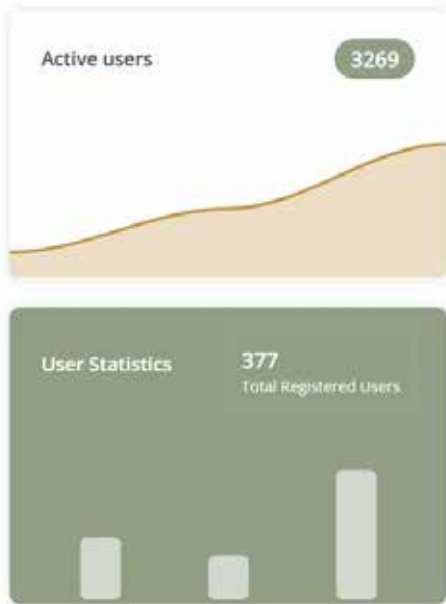 Active users
3269
User Statistics
377
Total Registered Users